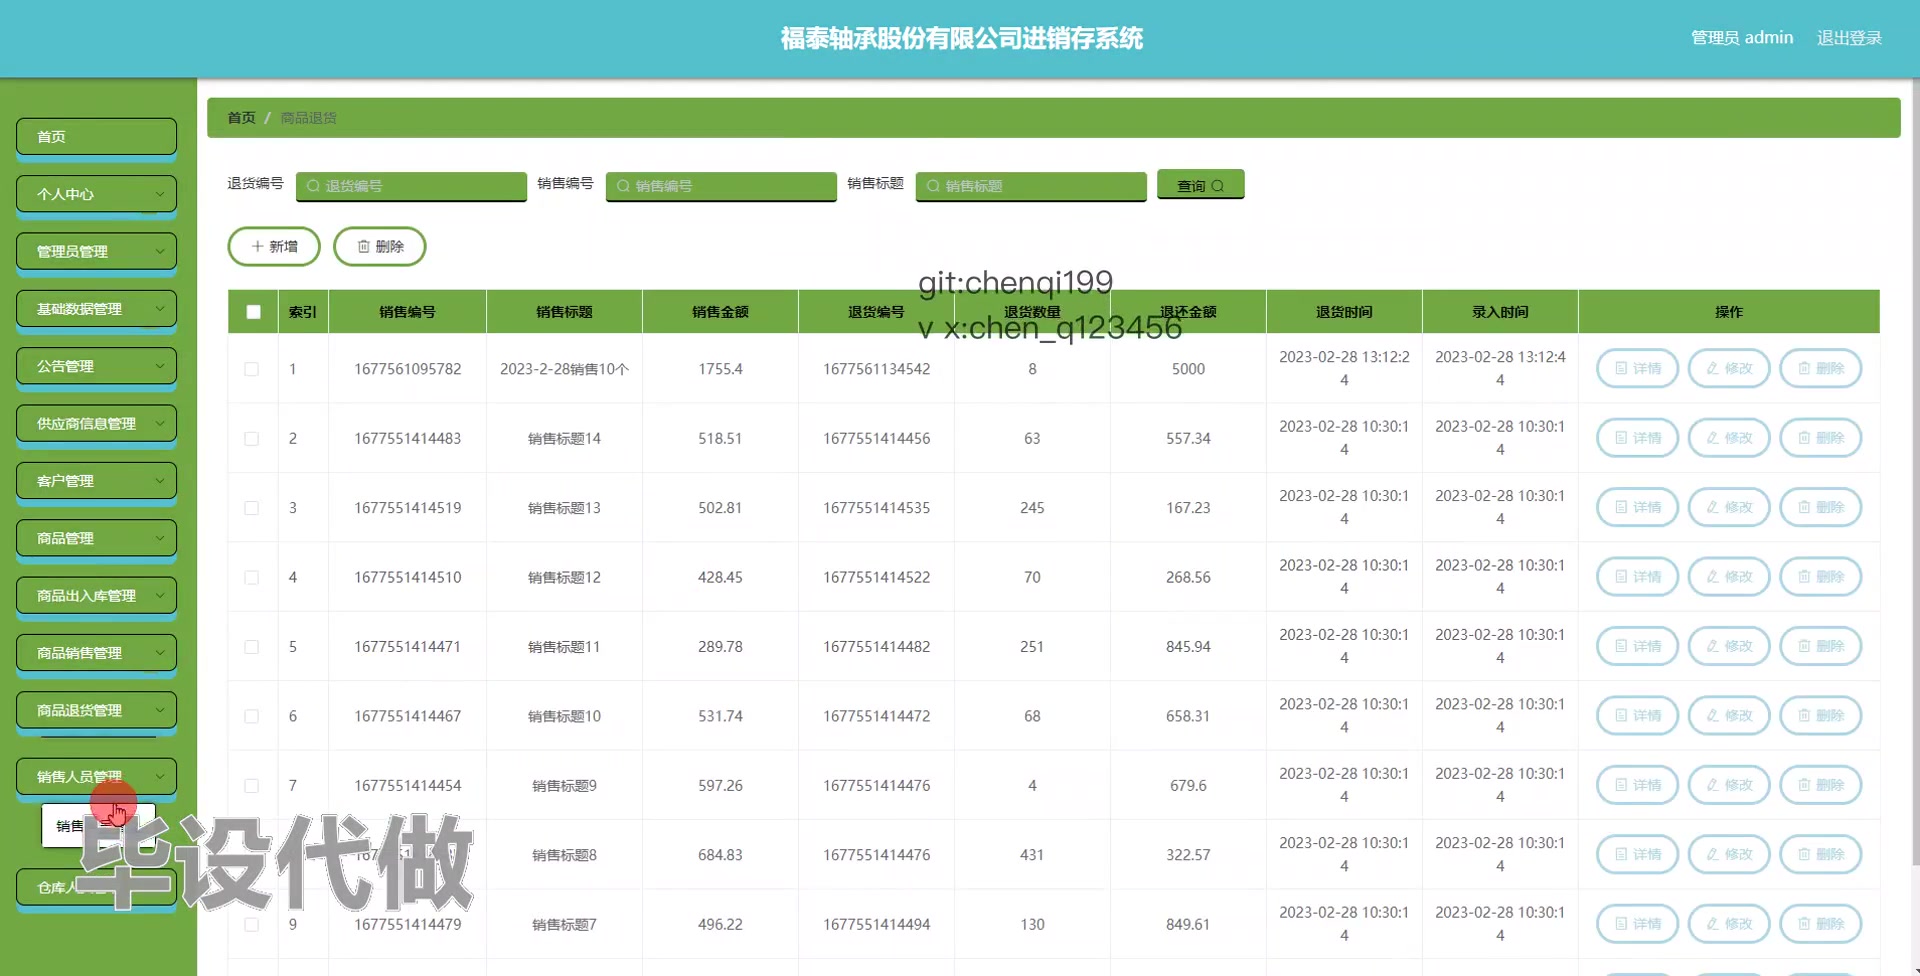 福泰轴承股份有限公司进销存系统
管理员 admin 退出登录
首页
个人中心
管理员管理
基础数据管理
公告管理
供应商信息管理
客户管理
商品管理
商品出入库管理
商品销售管理
商品退货管理
销售人员管理
销售
仓库人
首页 / 商品退货
退货编号 退货编号 销售编号 销售编号 销售标题 销售标题 查询
新增 删除
git:chenqi199
v x:chen_q123456
索引 销售编号 销售标题 销售金额 退货编号 退货数量 退还金额 退货时间 录入时间 操作
1 1677561095782 2023-2-28销售10个 1755.4 1677561134542 8 5000 2023-02-28 13:12:24 2023-02-28 13:12:44 详情 修改 删除
2 1677551414483 销售标题14 518.51 1677551414456 63 557.34 2023-02-28 10:30:14 2023-02-28 10:30:14 详情 修改 删除
3 1677551414519 销售标题13 502.81 1677551414535 245 167.23 2023-02-28 10:30:14 2023-02-28 10:30:14 详情 修改 删除
4 1677551414510 销售标题12 428.45 1677551414522 70 268.56 2023-02-28 10:30:14 2023-02-28 10:30:14 详情 修改 删除
5 1677551414471 销售标题11 289.78 1677551414482 251 845.94 2023-02-28 10:30:14 2023-02-28 10:30:14 详情 修改 删除
6 1677551414467 销售标题10 531.74 1677551414472 68 658.31 2023-02-28 10:30:14 2023-02-28 10:30:14 详情 修改 删除
7 1677551414454 销售标题9 597.26 1677551414476 4 679.6 2023-02-28 10:30:14 2023-02-28 10:30:14 详情 修改 删除
销售标题8 684.83 1677551414476 431 322.57 2023-02-28 10:30:14 2023-02-28 10:30:14 详情 修改 删除
9 1677551414479 销售标题7 496.22 1677551414494 130 849.61 2023-02-28 10:30:14 2023-02-28 10:30:14 详情 修改 删除
毕设代做